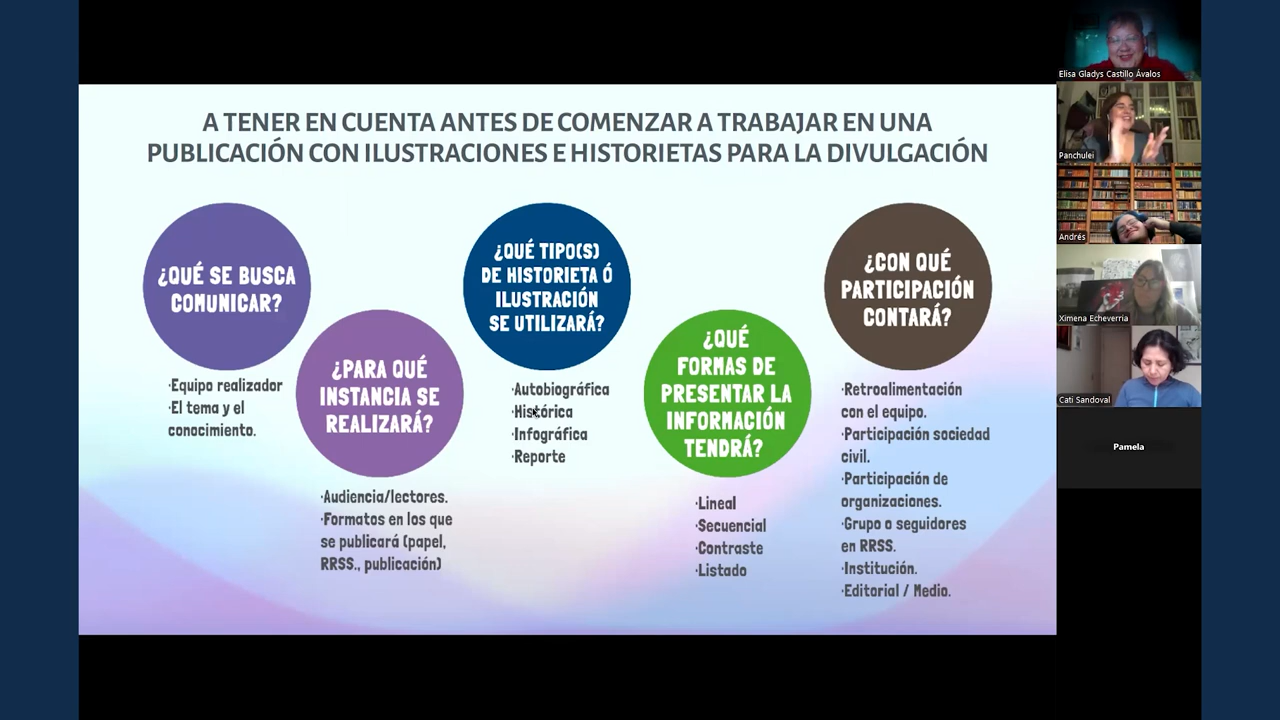 A TENER EN CUENTA ANTES DE COMENZAR A TRABAJAR EN UNA
PUBLICACIÓN CON ILUSTRACIONES E HISTORIETAS PARA LA DIVULGACIÓN
¿QUÉ SE BUSCA
COMUNICAR?
·Equipo realizador
·El tema y el
conocimiento.
¿PARA QUÉ
INSTANCIA SE
REALIZARÁ?
·Audiencia/lectores.
·Formatos en los que
se publicará (papel,
RRSS., publicación)
¿QUÉ TIPO(S)
DE HISTORIETA Ó
ILUSTRACIÓN
SE UTILIZARÁ?
·Autobiográfica
·Histórica
·Infográfica
·Reporte
¿QUÉ
FORMAS DE
PRESENTAR LA
INFORMACIÓN
TENDRÁ?
·Lineal
·Secuencial
·Contraste
·Listado
¿CON QUÉ
PARTICIPACIÓN
CONTARÁ?
·Retroalimentación
con el equipo.
·Participación sociedad
civil.
·Participación de
organizaciones.
·Grupo o seguidores
en RRSS.
·Institución.
·Editorial / Medio.
Elisa Gladys Castillo Ávalos
Panchulei
Andrés
Ximena Echeverría
Cati Sandoval
Pamela